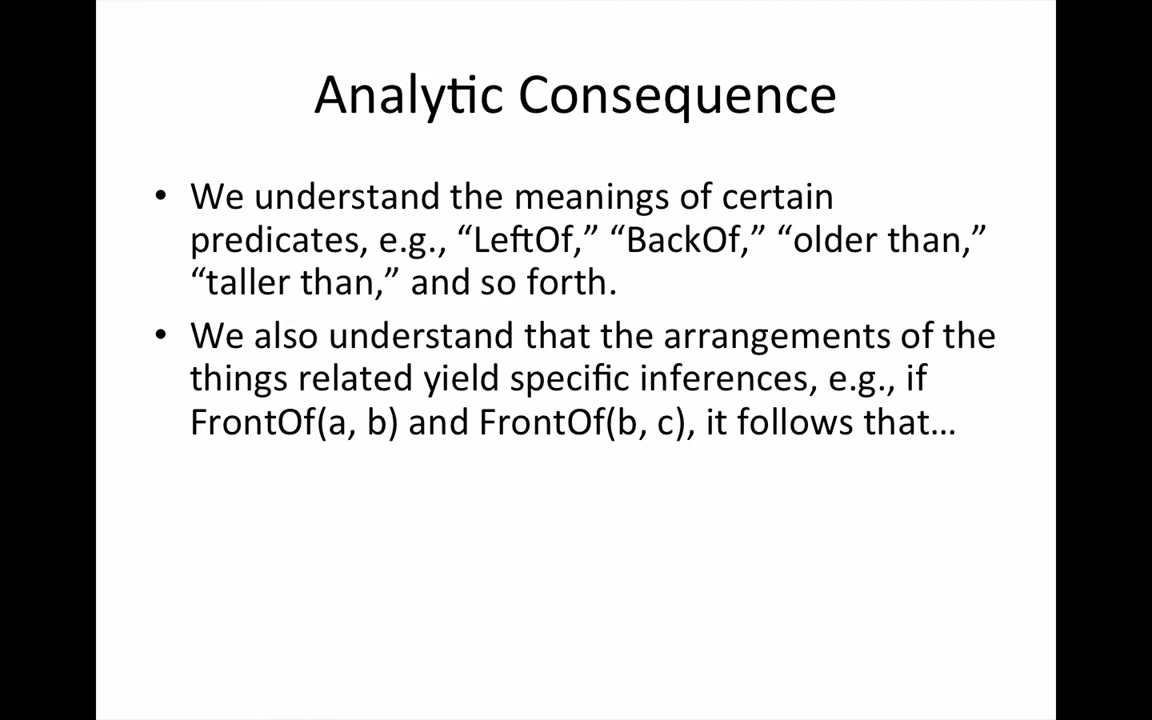 Analytic Consequence
• We understand the meanings of certain
predicates, e.g., “LeftOf,” “BackOf,” “older than,”
“taller than,” and so forth.
• We also understand that the arrangements of the
things related yield specific inferences, e.g., if
FrontOf(a, b) and FrontOf(b, c), it follows that…